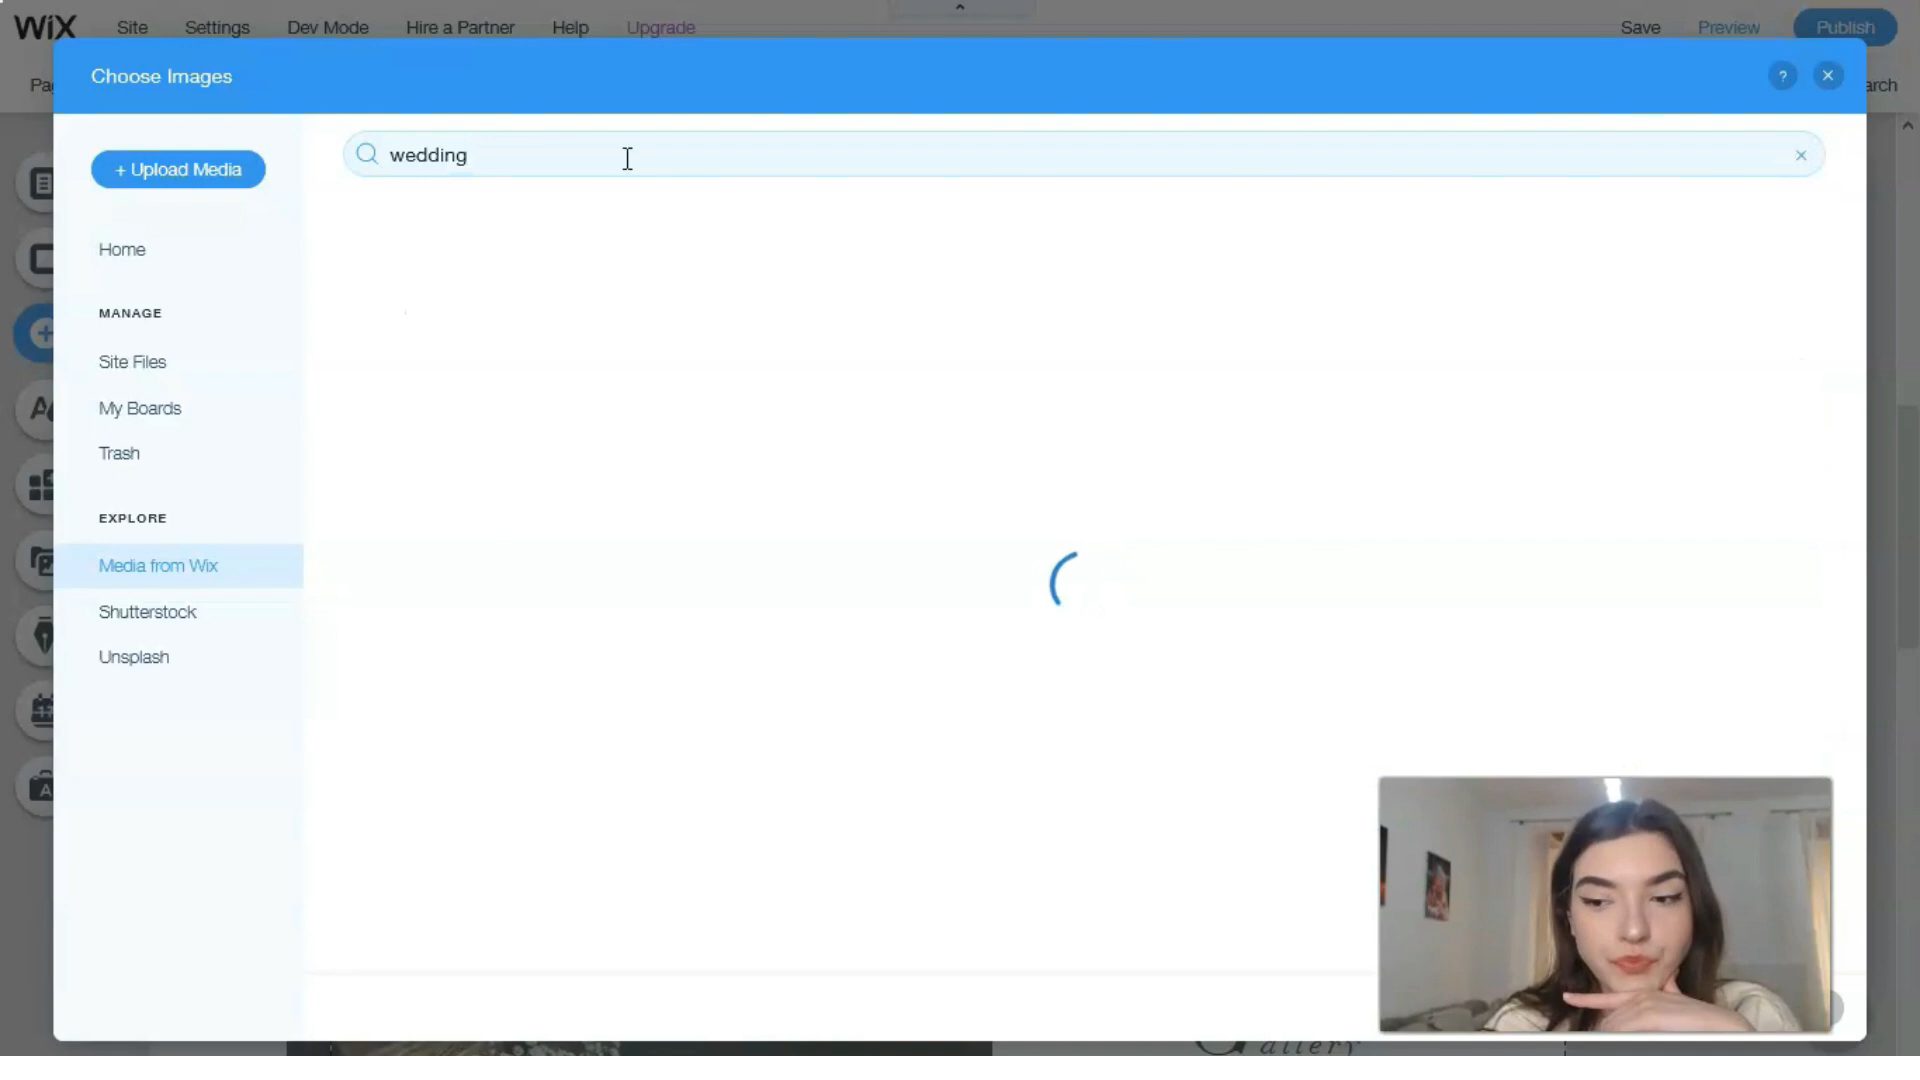 WiX Site Settings Dev Mode Hire a Partner Help Upgrade Save Preview Publish
Choose Images ?
+ Upload Media
wedding
Home
MANAGE
Site Files
My Boards
Trash
EXPLORE
Media from Wix
Shutterstock
Unsplash